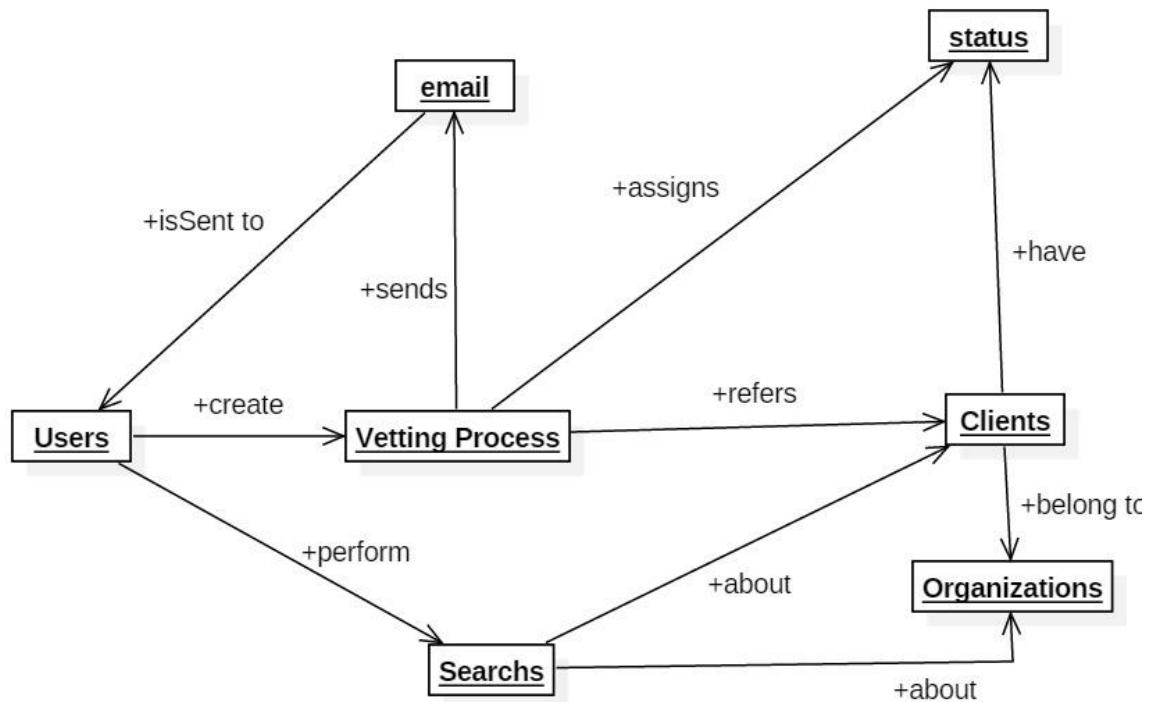 status
email
+assigns
+isSent to
+have
+sends
+refers
+create
Users
Vetting Process
Clients
+belong to
+perform
+about
Organizations
Searchs
+about